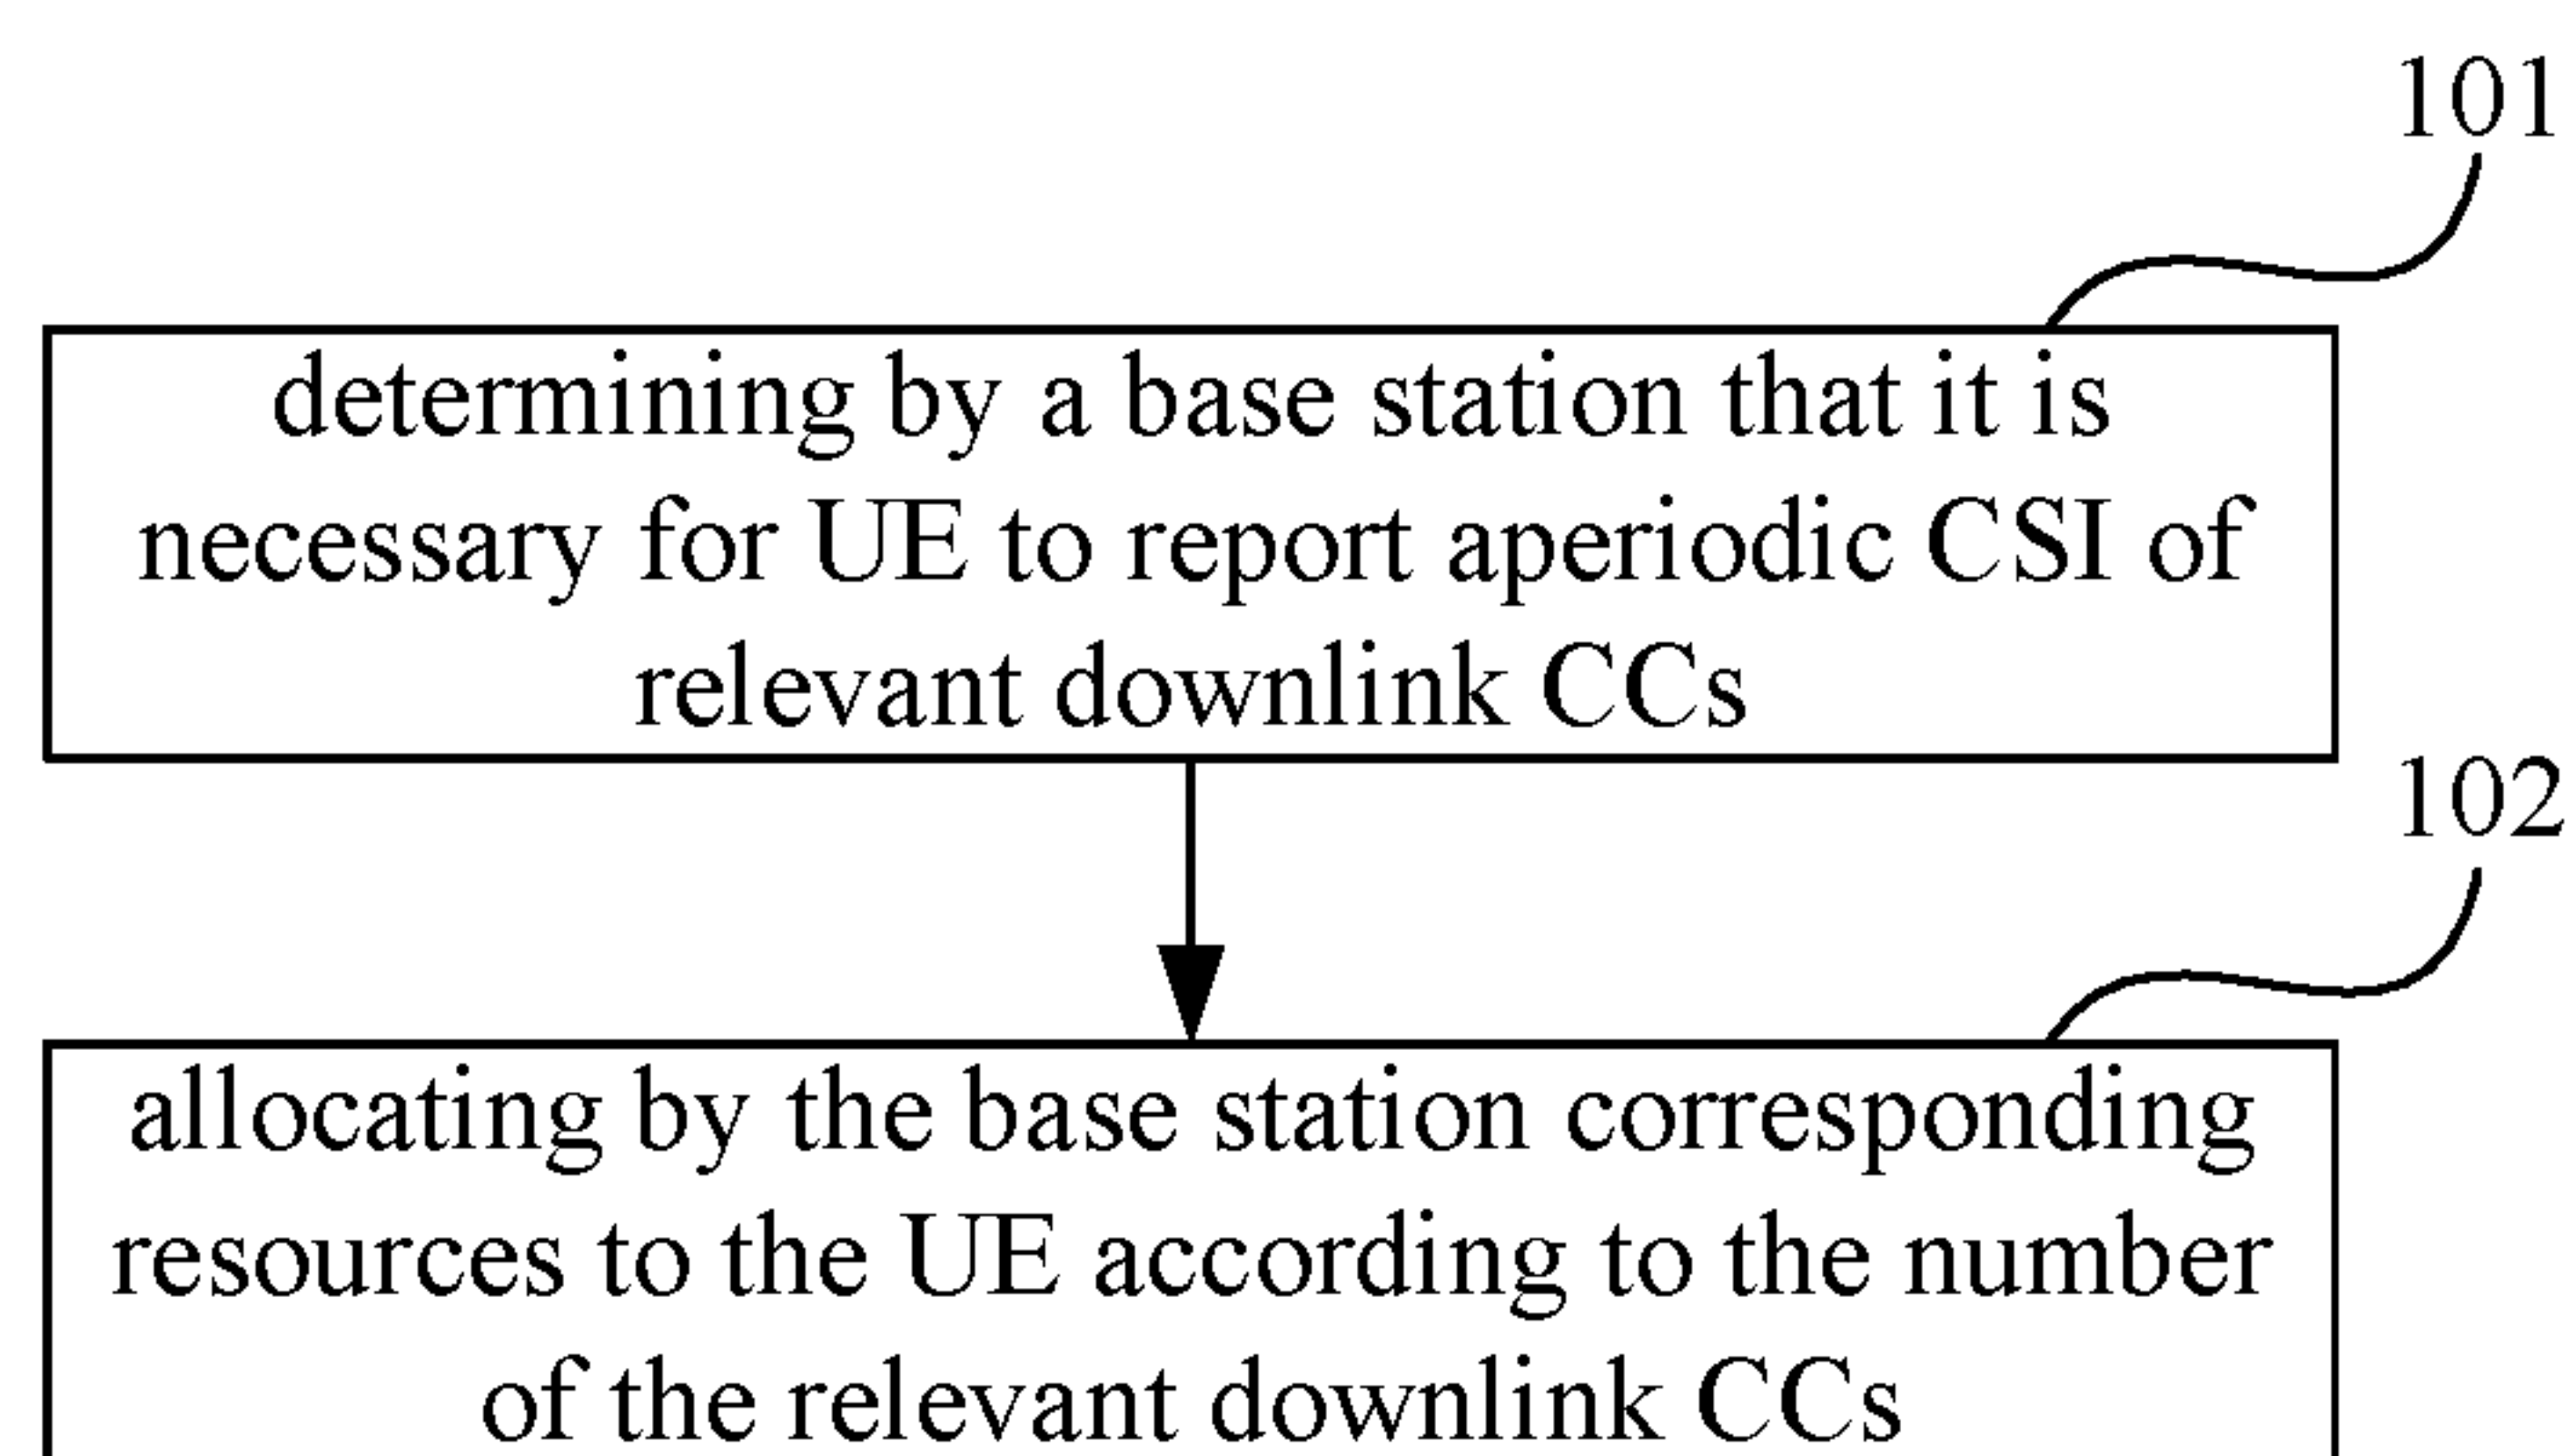 101
determining by a base station that it is
necessary for UE to report aperiodic CSI of
relevant downlink CCs
102
allocating by the base station corresponding
resources to the UE according to the number
of the relevant downlink CCs